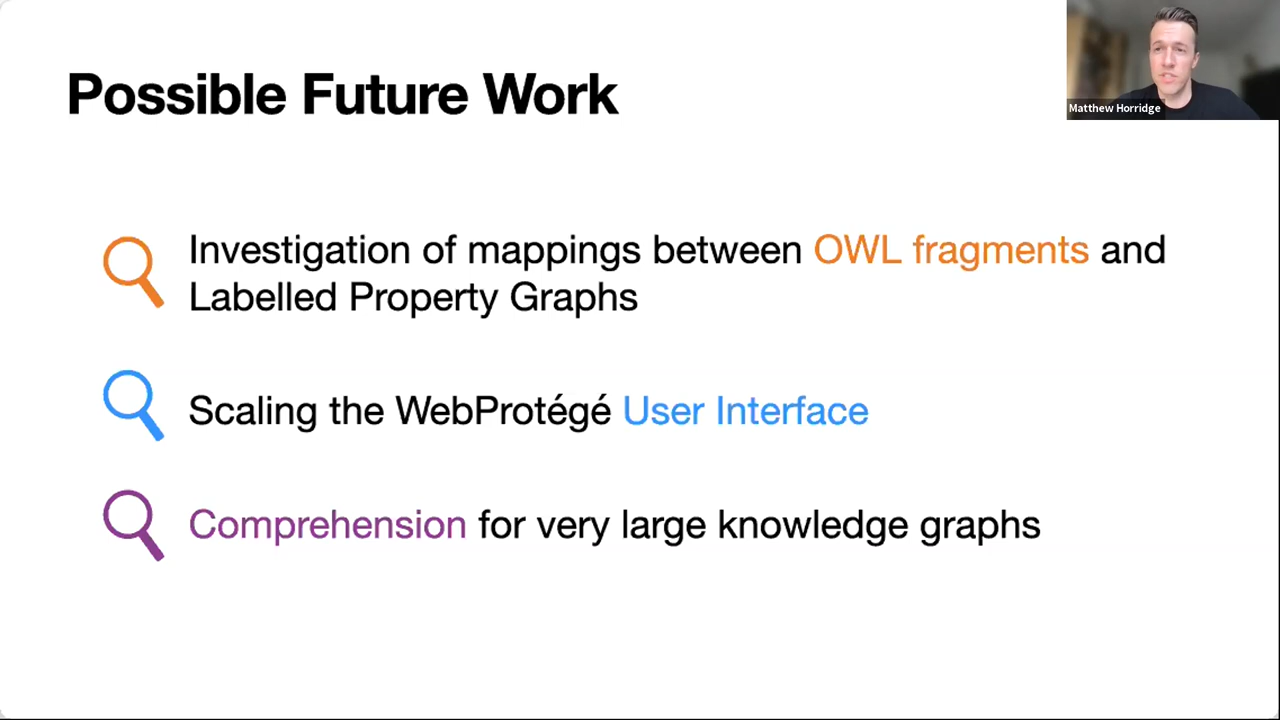 Possible Future Work
Matthew Horridge
Investigation of mappings between OWL fragments and
Labelled Property Graphs
Scaling the WebProtégé User Interface
Comprehension for very large knowledge graphs